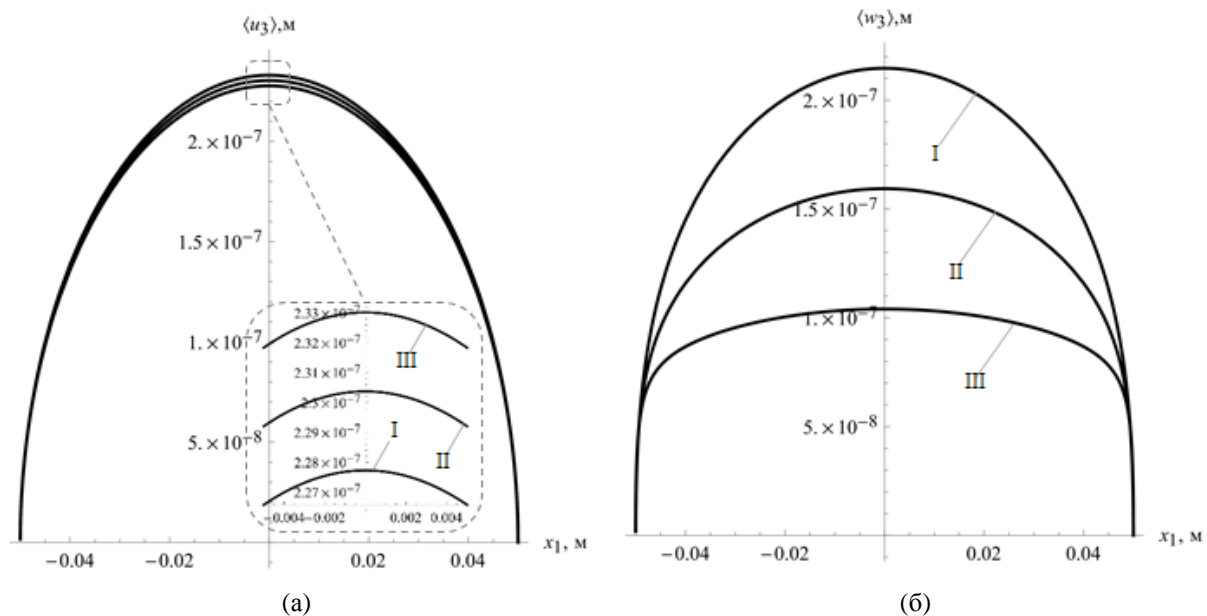 ⟨u₃⟩,м
2.×10⁻⁷
1.5×10⁻⁷
1.×10⁻⁷
5.×10⁻⁸
2.33×10⁻⁷
2.32×10⁻⁷
2.31×10⁻⁷
2.3×10⁻⁷
2.29×10⁻⁷
2.28×10⁻⁷
2.27×10⁻⁷
III
I
II
−0.004 −0.002 0.002 0.004
−0.04 −0.02 0.02 0.04
x₁, м
(а)
⟨w₃⟩,м
2.×10⁻⁷
1.5×10⁻⁷
1.×10⁻⁷
5.×10⁻⁸
I
II
III
−0.04 −0.02 0.02 0.04
x₁, м
(б)